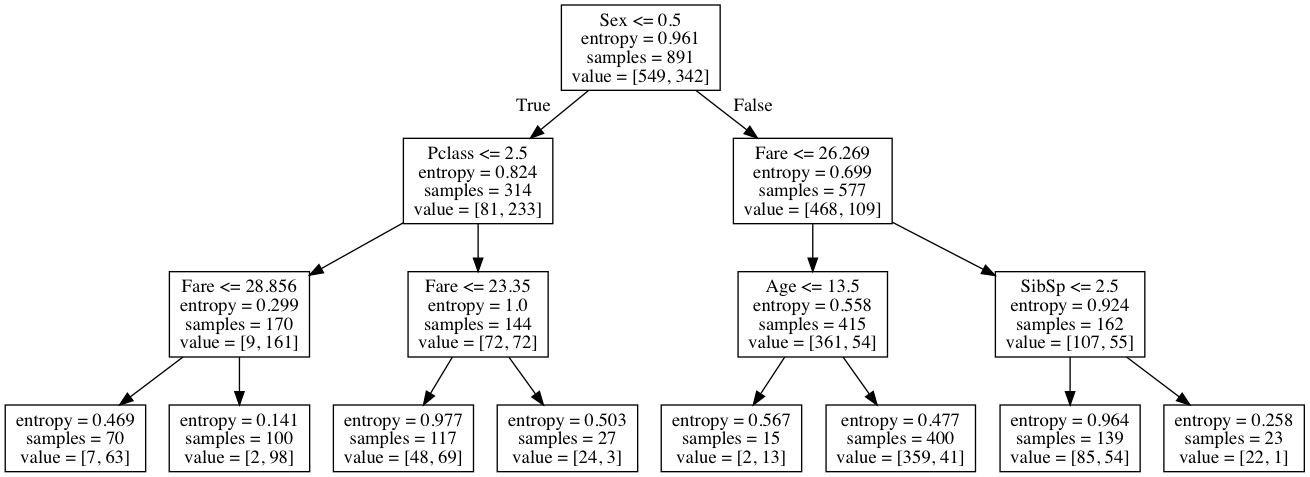 Sex <= 0.5
entropy = 0.961
samples = 891
value = [549, 342]
True
False
Pclass <= 2.5
entropy = 0.824
samples = 314
value = [81, 233]
Fare <= 26.269
entropy = 0.699
samples = 577
value = [468, 109]
Fare <= 28.856
entropy = 0.299
samples = 170
value = [9, 161]
Fare <= 23.35
entropy = 1.0
samples = 144
value = [72, 72]
Age <= 13.5
entropy = 0.558
samples = 415
value = [361, 54]
SibSp <= 2.5
entropy = 0.924
samples = 162
value = [107, 55]
entropy = 0.469
samples = 70
value = [7, 63]
entropy = 0.141
samples = 100
value = [2, 98]
entropy = 0.977
samples = 117
value = [48, 69]
entropy = 0.503
samples = 27
value = [24, 3]
entropy = 0.567
samples = 15
value = [2, 13]
entropy = 0.477
samples = 400
value = [359, 41]
entropy = 0.964
samples = 139
value = [85, 54]
entropy = 0.258
samples = 23
value = [22, 1]